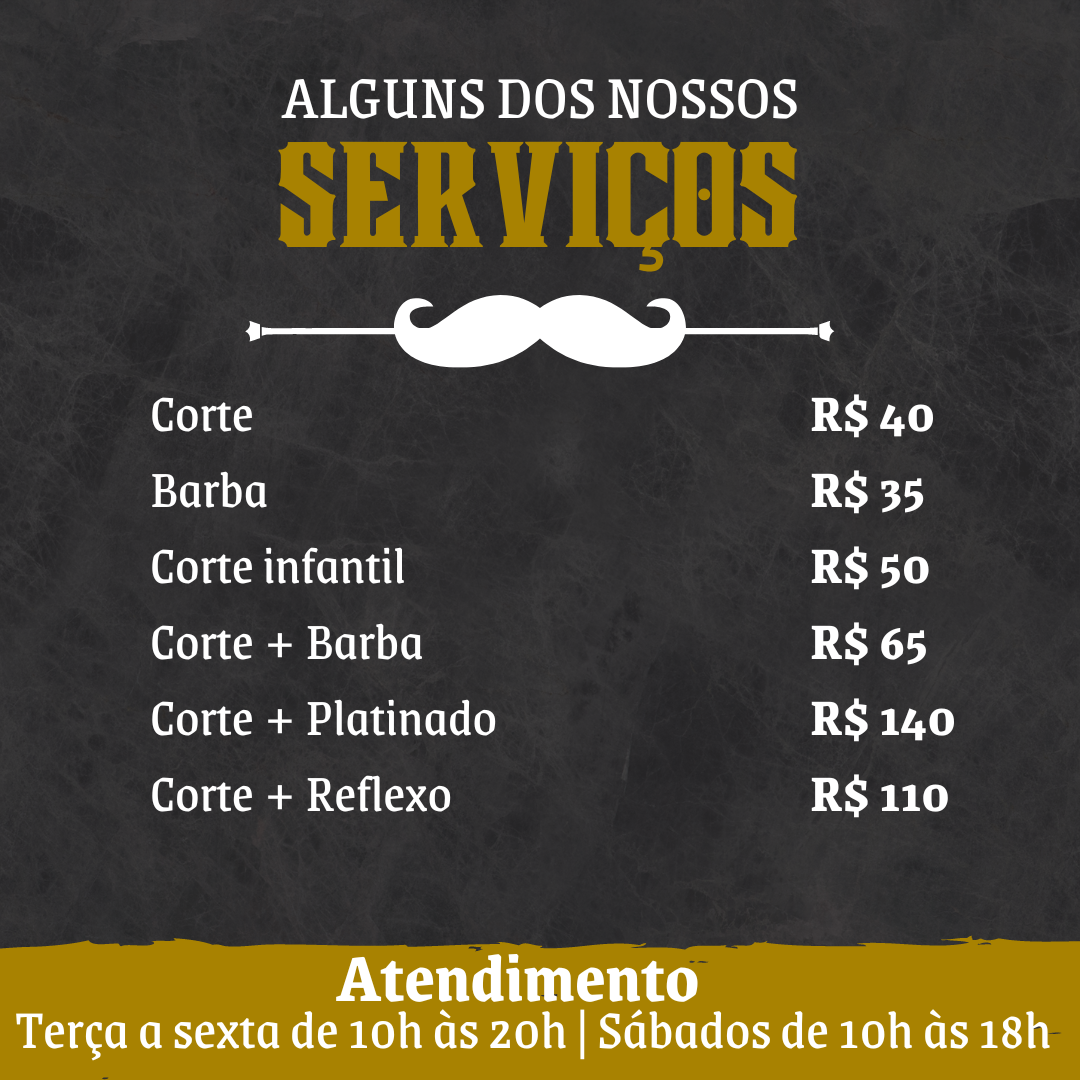 ALGUNS DOS NOSSOS
SERVIÇOS
Corte R$ 40
Barba R$ 35
Corte infantil R$ 50
Corte + Barba R$ 65
Corte + Platinado R$ 140
Corte + Reflexo R$ 110
Atendimento
Terça a sexta de 10h às 20h | Sábados de 10h às 18h